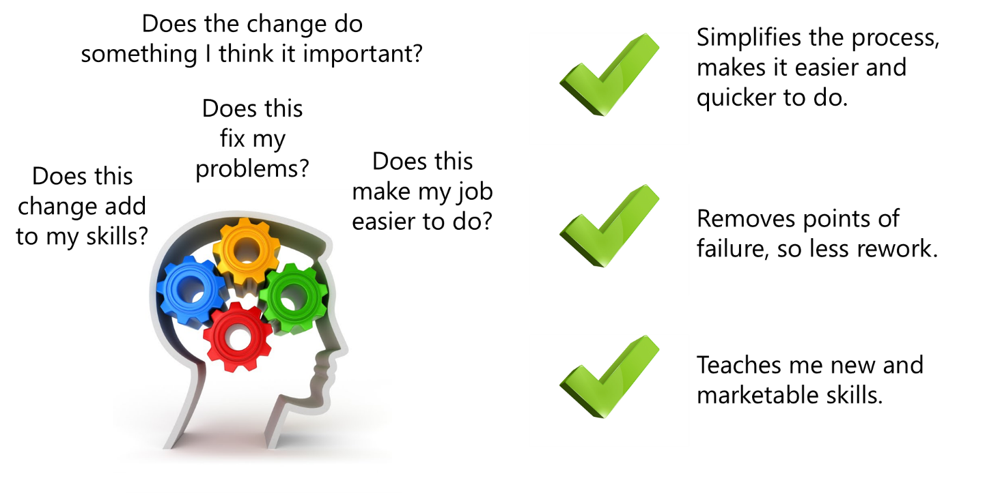 Does the change do
something I think it important?
Does this
fix my
problems?
Does this
change add
to my skills?
Does this
make my job
easier to do?
Simplifies the process,
makes it easier and
quicker to do.
Removes points of
failure, so less rework.
Teaches me new and
marketable skills.